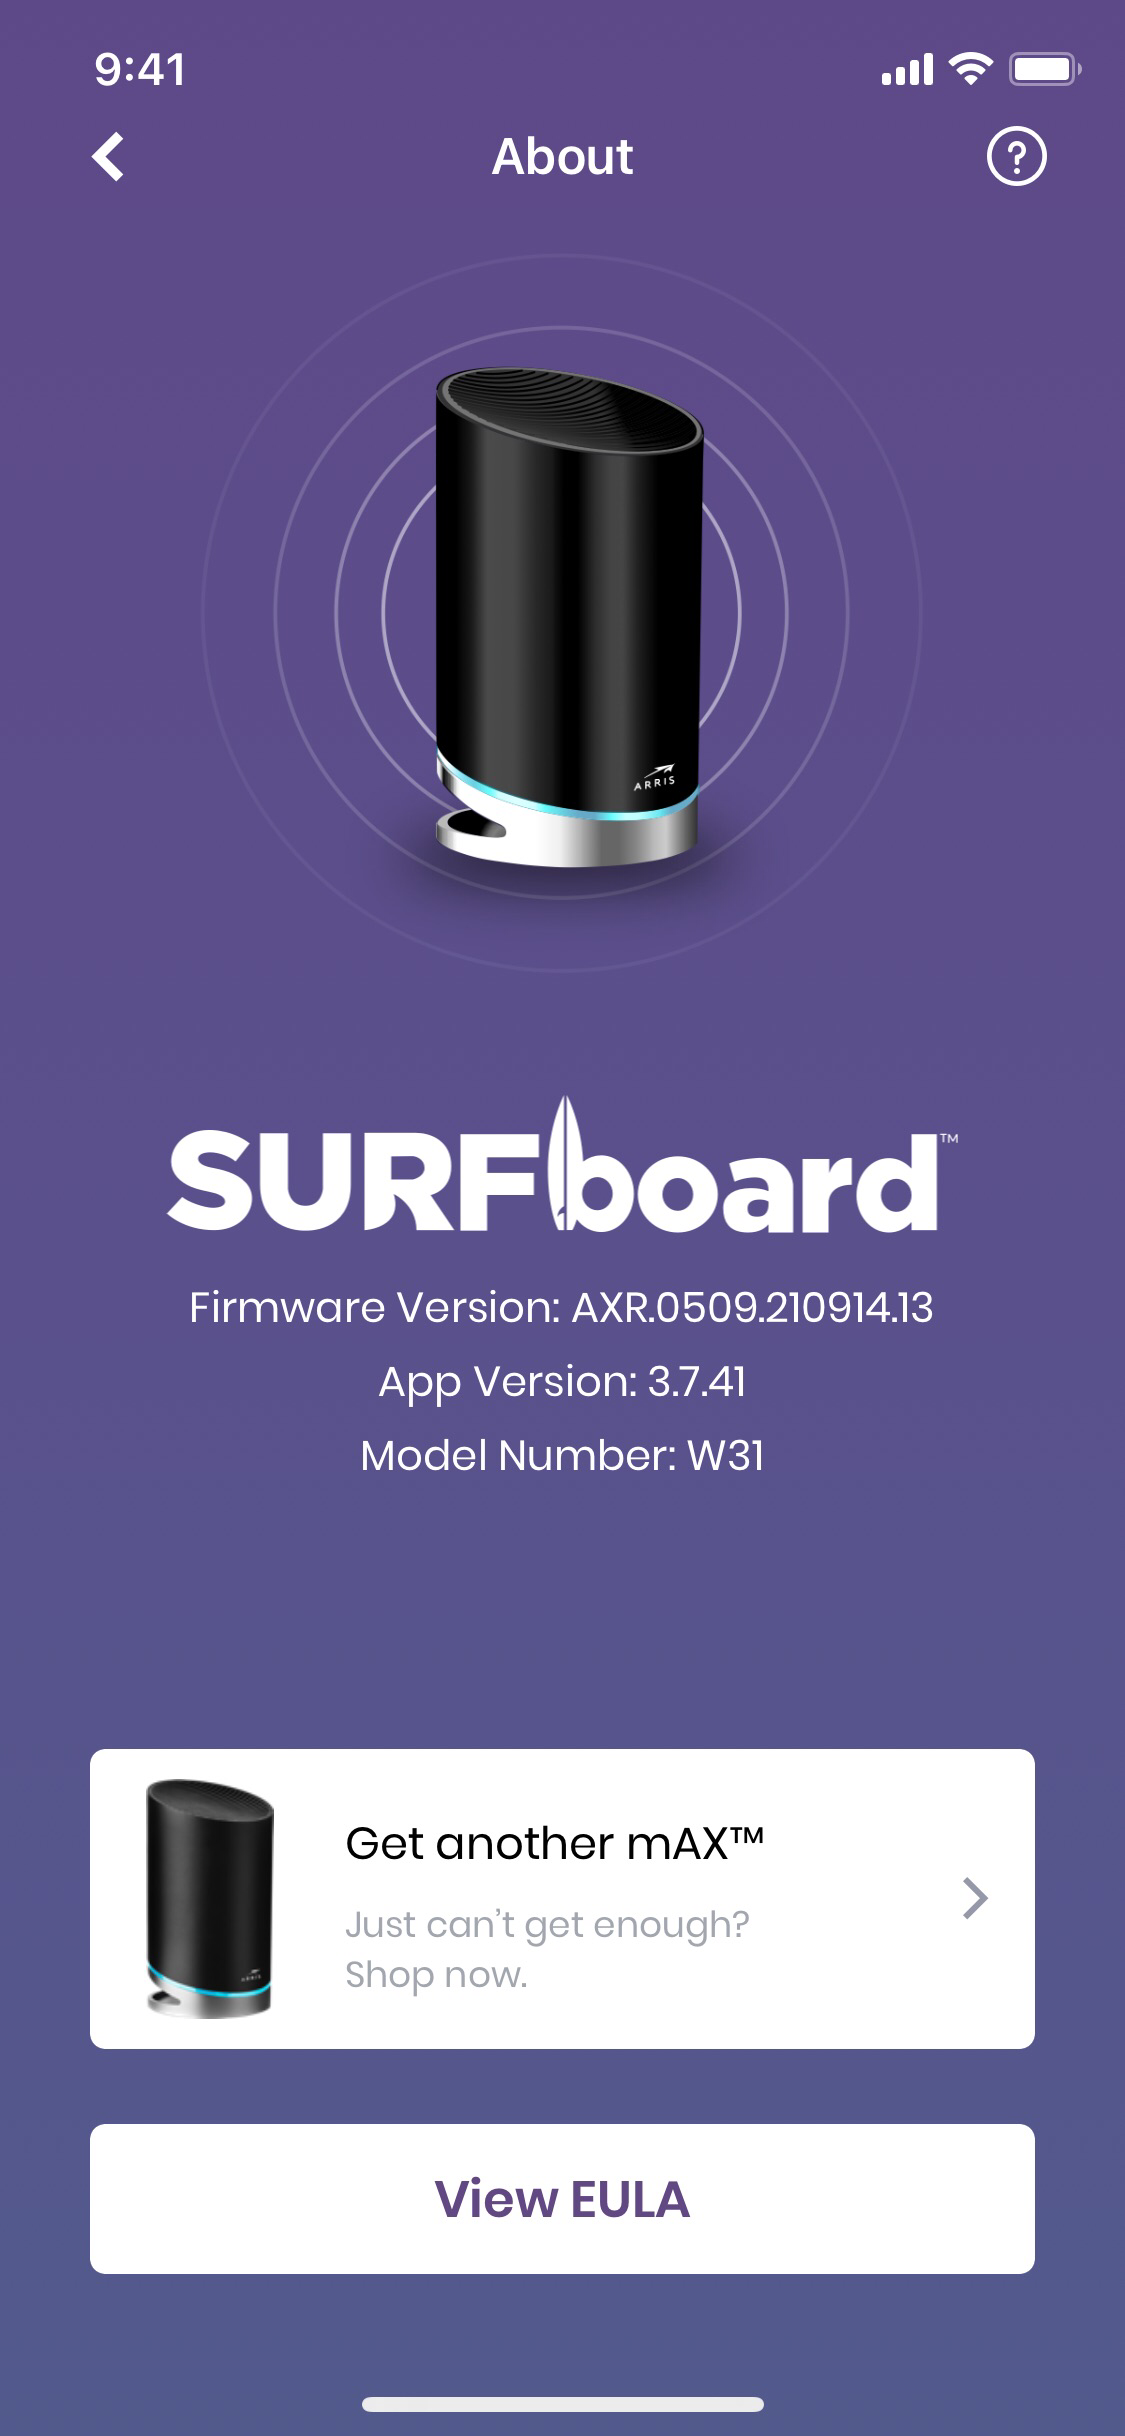 9:41
About
?
ARRIS
SURFboard™
Firmware Version: AXR.0509.210914.13
App Version: 3.7.41
Model Number: W31
ARRIS
Get another mAX™
Just can't get enough?
Shop now.
View EULA